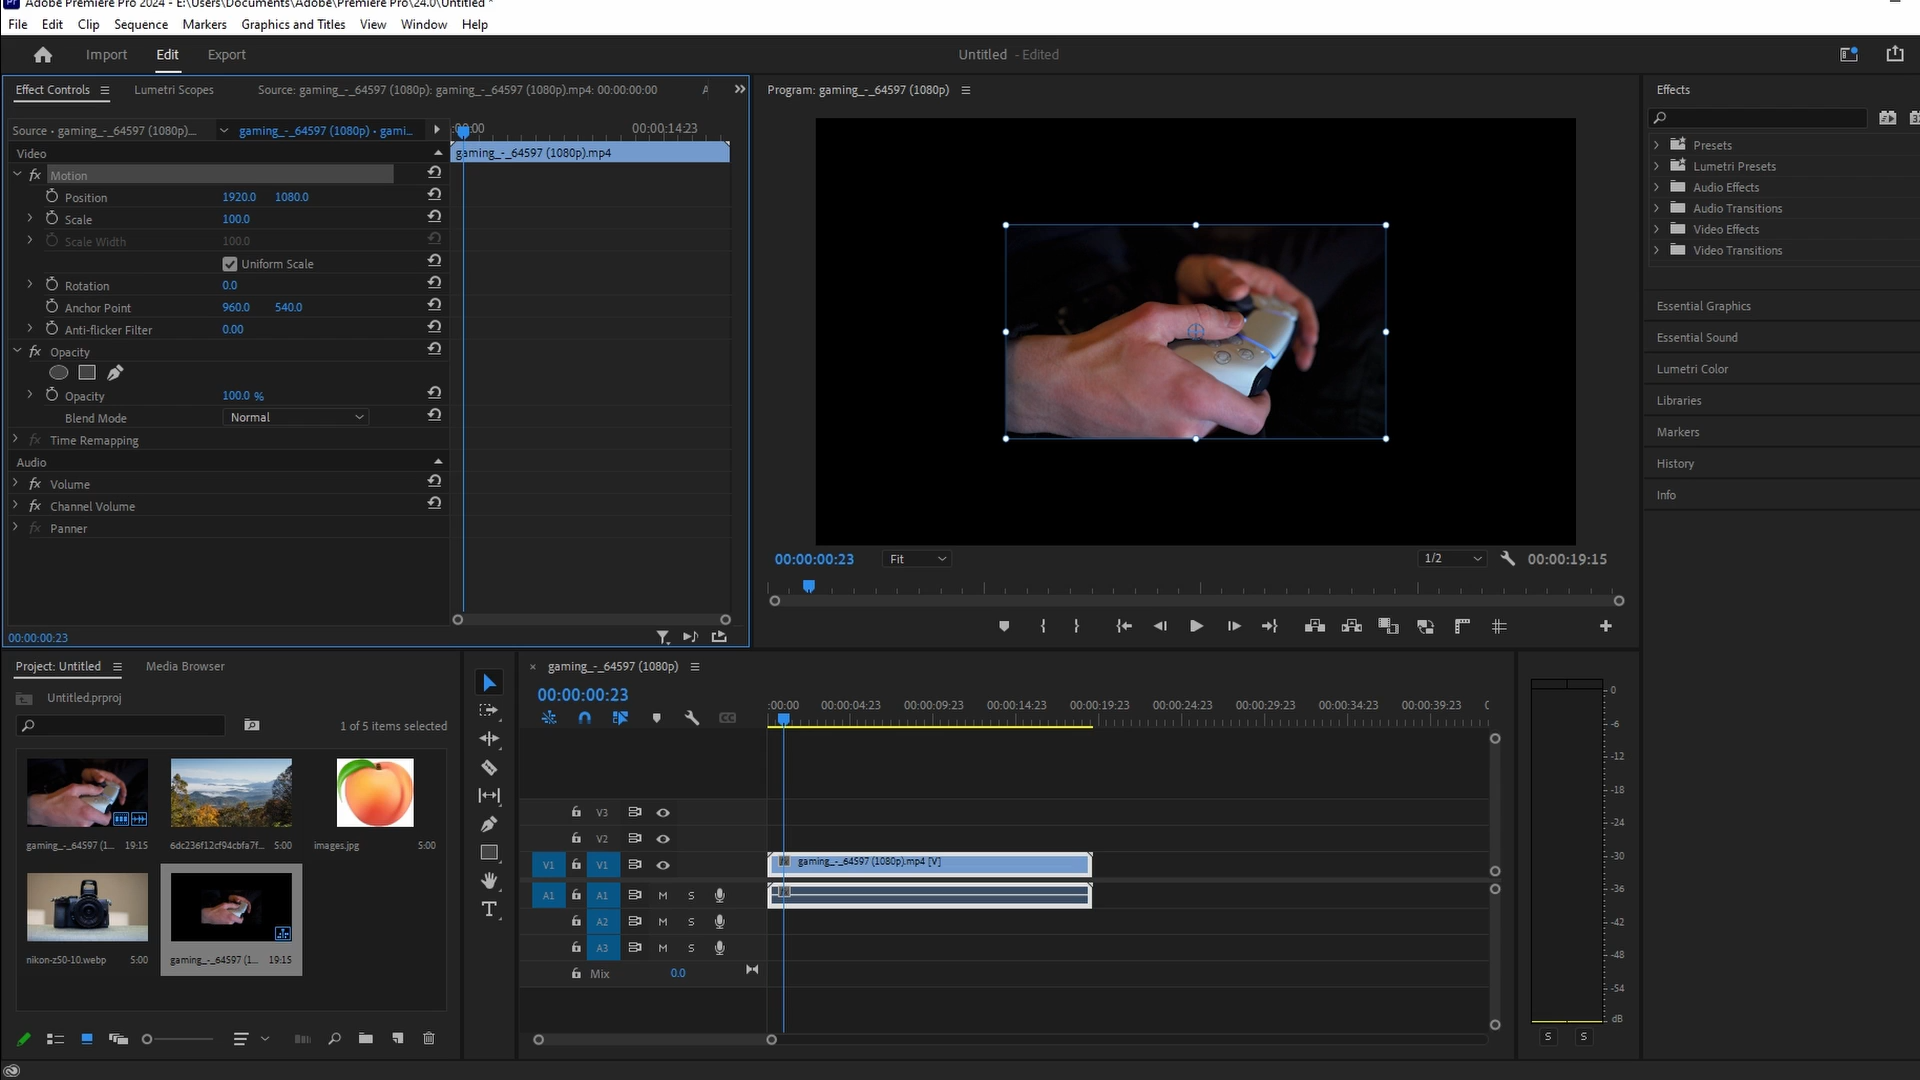 Adobe Premiere Pro 2024 - E:\Users\Documents\Adobe\Premiere Pro\24.0\Untitled *
File Edit Clip Sequence Markers Graphics and Titles View Window Help
Import Edit Export
Untitled - Edited
Effect Controls Lumetri Scopes Source: gaming_-_64597 (1080p): gaming_-_64597 (1080p).mp4: 00:00:00:00
Source • gaming_-_64597 (1080p)... gaming_-_64597 (1080p) • gami...
:00:00 00:00:14:23
Video
gaming_-_64597 (1080p).mp4
fx Motion
Position 1920.0 1080.0
Scale 100.0
Scale Width 100.0
Uniform Scale
Rotation 0.0
Anchor Point 960.0 540.0
Anti-flicker Filter 0.00
fx Opacity
Opacity 100.0 %
Blend Mode Normal
fx Time Remapping
Audio
fx Volume
fx Channel Volume
fx Panner
00:00:00:23
Program: gaming_-_64597 (1080p)
00:00:00:23 Fit 1/2 00:00:19:15
Effects
Presets
Lumetri Presets
Audio Effects
Audio Transitions
Video Effects
Video Transitions
Essential Graphics
Essential Sound
Lumetri Color
Libraries
Markers
History
Info
Project: Untitled Media Browser
Untitled.prproj
1 of 5 items selected
gaming_-_64597 (1... 19:15
6dc236f12cf94cbfa7f... 5:00
images.jpg 5:00
nikon-z50-10.webp 5:00
gaming_-_64597 (1... 19:15
gaming_-_64597 (1080p)
00:00:00:23
:00:00 00:00:04:23 00:00:09:23 00:00:14:23 00:00:19:23 00:00:24:23 00:00:29:23 00:00:34:23 00:00:39:23
V3
V2
V1 V1
gaming_-_64597 (1080p).mp4 [V]
A1 A1 M S
A2 M S
A3 M S
Mix 0.0
0
-6
-12
-18
-24
-30
-36
-42
-48
-54
dB
S S